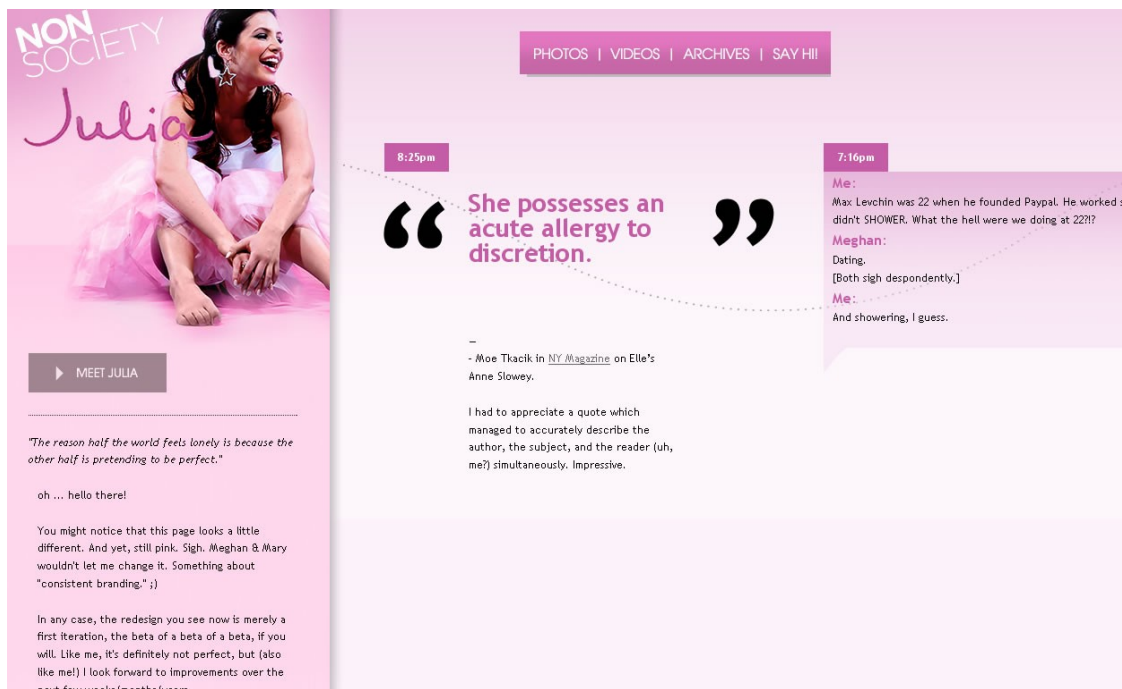 NON
SOCIETY
Julia
PHOTOS | VIDEOS | ARCHIVES | SAY HI!
8:25pm
“ She possesses an ”
acute allergy to
discretion.
–
- Moe Tkacik in NY Magazine on Elle's
Anne Slowey.
I had to appreciate a quote which
managed to accurately describe the
author, the subject, and the reader (uh,
me?) simultaneously. Impressive.
7:16pm
Me:
Max Levchin was 22 when he founded Paypal. He worked
didn't SHOWER. What the hell were we doing at 22?!?
Meghan:
Dating.
[Both sigh despondently.]
Me:
And showering, I guess.
MEET JULIA
"The reason half the world feels lonely is because the
other half is pretending to be perfect."
oh ... hello there!
You might notice that this page looks a little
different. And yet, still pink. Sigh. Meghan & Mary
wouldn't let me change it. Something about
"consistent branding." ;)
In any case, the redesign you see now is merely a
first iteration, the beta of a beta of a beta, if you
will. Like me, it's definitely not perfect, but (also
like me!) I look forward to improvements over the
next few weeks/months/years